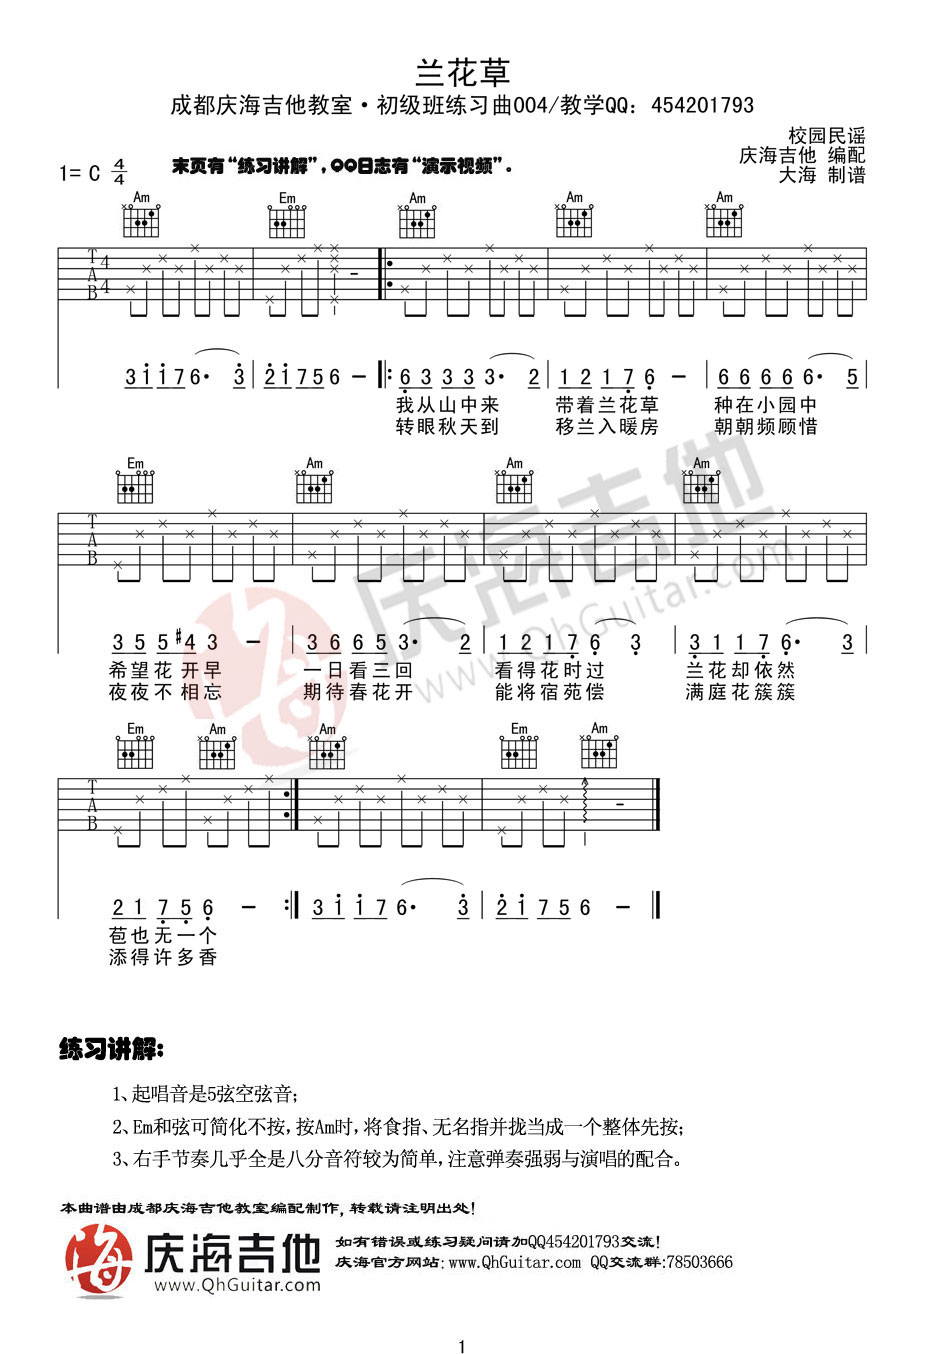 兰花草
成都庆海吉他教室·初级班练习曲004/教学QQ：454201793
校园民谣
1= C 4/4 末页有“练习讲解”，QQ日志有“演示视频”。 庆海吉他 编配
大海 制谱
Am Em Am Am Am
T A B 4 4
3 1 1 7 6· 3 | 2 1 7 5 6 － |: 6 3 3 3 3· 2 | 1 2 1 7 6 － | 6 6 6 6 6· 5 |
我从山中来 带着兰花草 种在小园中
转眼秋天到 移兰入暖房 朝朝频顾惜
Em Am Am Am
T A B
3 5 5 #4 3 － | 3 6 6 5 3· 2 | 1 2 1 7 6 3 | 3 1 1 7 6· 3 |
希望花开早 一日看三回 看得花时过 兰花却依然
夜夜不相忘 期待春花开 能将宿苑偿 满庭花簇簇
Em Am Am Em Am
T A B
2 1 7 5 6 － :| 3 1 1 7 6· 3 | 2 1 7 5 6 － |
苞也无一个
添得许多香
庆海吉他
www.QhGuitar.com
练习讲解:
1、起唱音是5弦空弦音；
2、Em和弦可简化不按，按Am时，将食指、无名指并拢当成一个整体先按；
3、右手节奏几乎全是八分音符较为简单，注意弹奏强弱与演唱的配合。
本曲谱由成都庆海吉他教室编配制作，转载请注明出处！
海 庆海吉他
www.QhGuitar.com
如有错误或练习疑问请加QQ454201793交流！
庆海官方网站：www.QhGuitar.com QQ交流群:78503666
1